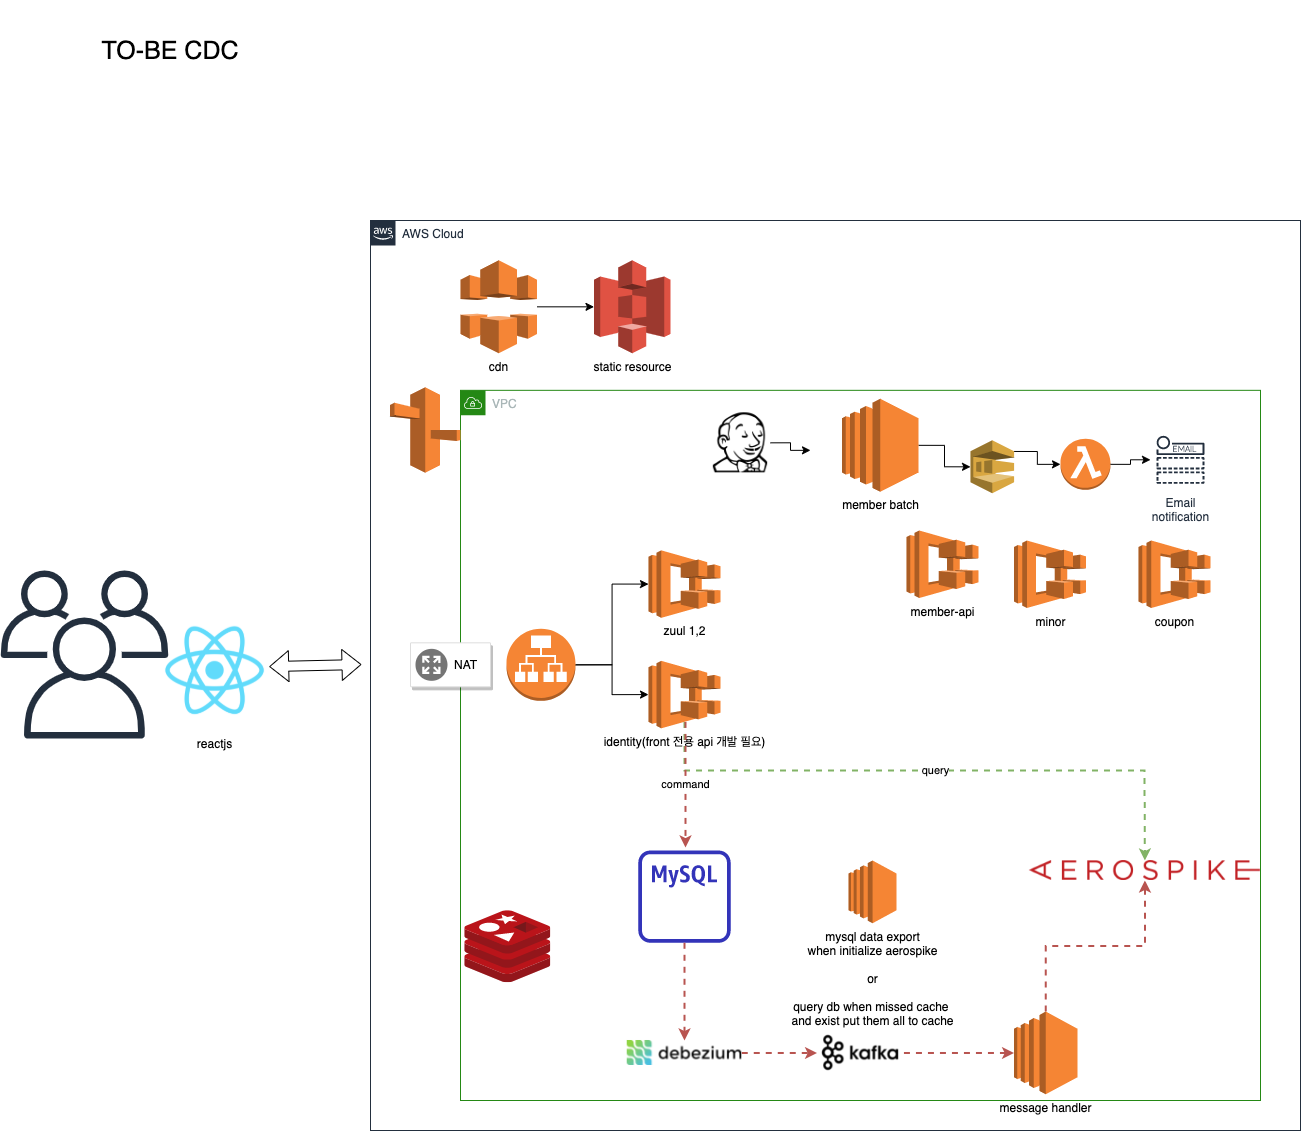 TO-BE CDC
aws
AWS Cloud
cdn
static resource
VPC
member batch
EMAIL
Email
notification
member-api
minor
coupon
zuul 1,2
NAT
reactjs
identity(front 전용 api 개발 필요)
query
command
MySQL
AEROSPIKE
mysql data export
when initialize aerospike
or
query db when missed cache
and exist put them all to cache
debezium
kafka
message handler